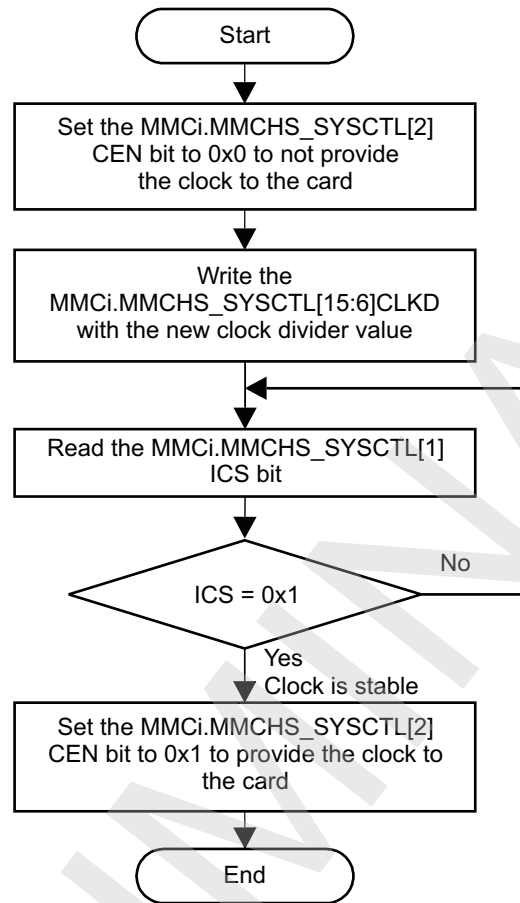 Start
Set the MMCi.MMCHS_SYSCTL[2]
CEN bit to 0x0 to not provide
the clock to the card
Write the
MMCi.MMCHS_SYSCTL[15:6]CLKD
with the new clock divider value
Read the MMCi.MMCHS_SYSCTL[1]
ICS bit
No
ICS = 0x1
Yes
Clock is stable
Set the MMCi.MMCHS_SYSCTL[2]
CEN bit to 0x1 to provide the clock to
the card
End